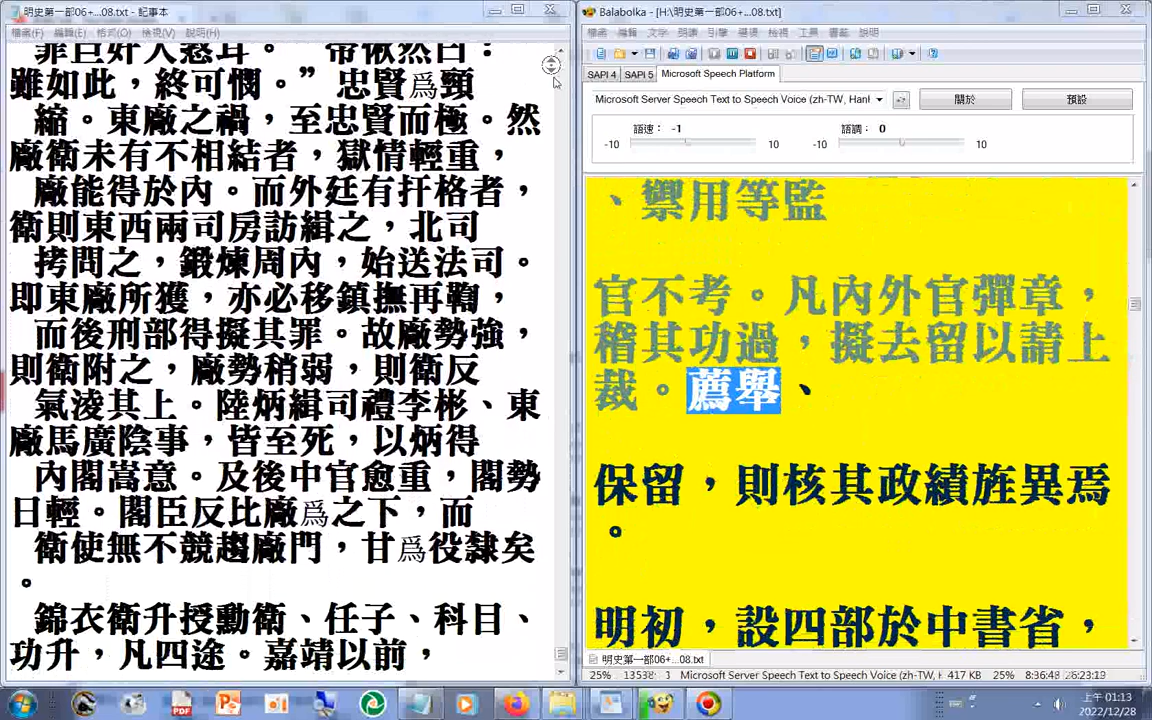 明史第一部06+...08.txt - 記事本
檔案(F) 編輯(E) 格式(O) 檢視(V) 說明(H)
罪巨奸大憝耳。”帝愀然曰：
雖如此，終可憫。”忠賢爲頸
縮。東廠之禍，至忠賢而極。然
廠衛未有不相結者，獄情輕重，
廠能得於內。而外廷有扞格者，
衛則東西兩司房訪緝之，北司
拷問之，鍛煉周內，始送法司。
即東廠所獲，亦必移鎮撫再鞫，
而後刑部得擬其罪。故廠勢強，
則衛附之，廠勢稍弱，則衛反
氣淩其上。陸炳緝司禮李彬、東
廠馬廣陰事，皆至死，以炳得
內閣嵩意。及後中官愈重，閣勢
日輕。閣臣反比廠爲之下，而
衛使無不競趨廠門，甘爲役隸矣
。
錦衣衛升授勳衛、任子、科目、
功升，凡四途。嘉靖以前，
Balabolka - [H:\明史第一部06+...08.txt]
檔案 編輯 文字 朗讀 引擎 選項 檢視 工具 書籤 說明
SAPI 4 SAPI 5 Microsoft Speech Platform
Microsoft Server Speech Text to Speech Voice (zh-TW, Hanl
關於
預設
語速： -1
語調： 0
-10 10 -10 10
、禦用等監
官不考。凡內外官彈章，
稽其功過，擬去留以請上
裁。薦舉、
保留，則核其政績旌異焉
。
明初，設四部於中書省，
明史第一部06+...08.txt
25% Microsoft Server Speech Text to Speech Voice (zh-TW, H 417 KB 25% 8:36:48
上午 01:13
2022/12/28